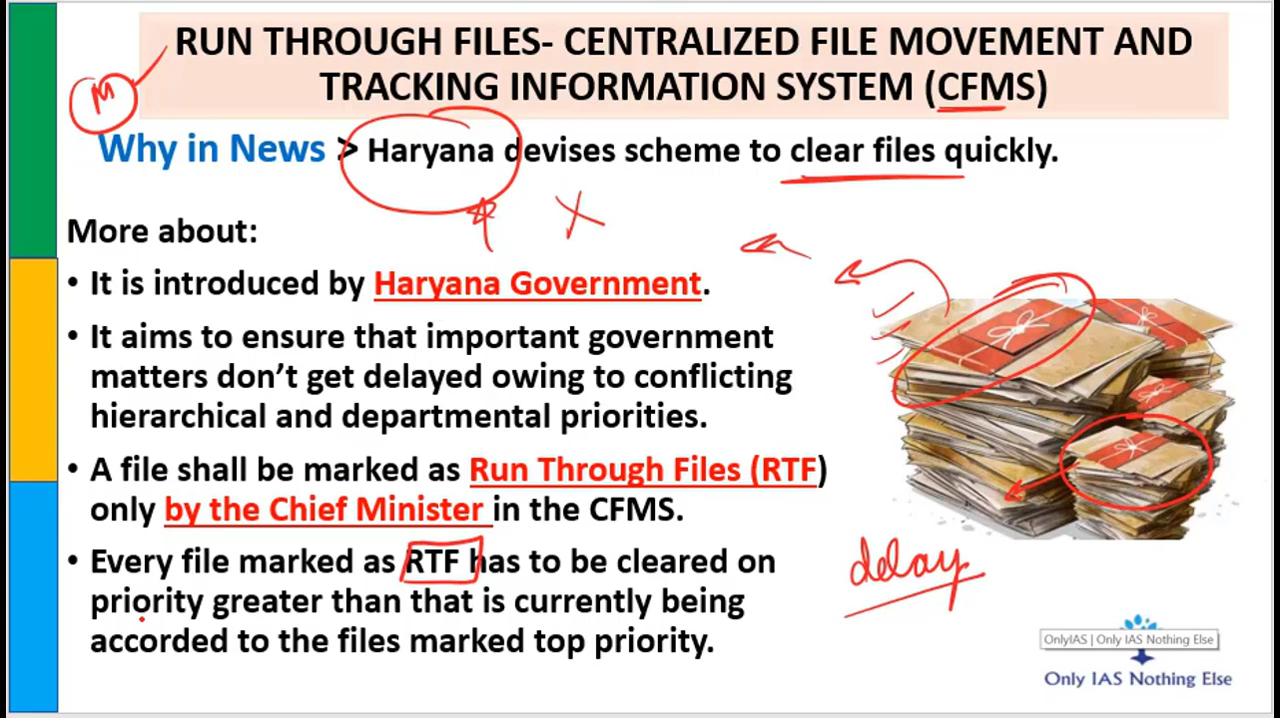 RUN THROUGH FILES- CENTRALIZED FILE MOVEMENT AND
TRACKING INFORMATION SYSTEM (CFMS)
M
Why in News > Haryana devises scheme to clear files quickly.
More about:
• It is introduced by Haryana Government.
• It aims to ensure that important government
matters don't get delayed owing to conflicting
hierarchical and departmental priorities.
• A file shall be marked as Run Through Files (RTF)
only by the Chief Minister in the CFMS.
• Every file marked as RTF has to be cleared on
priority greater than that is currently being
accorded to the files marked top priority.
delay
OnlyIAS | Only IAS Nothing Else
Only IAS Nothing Else